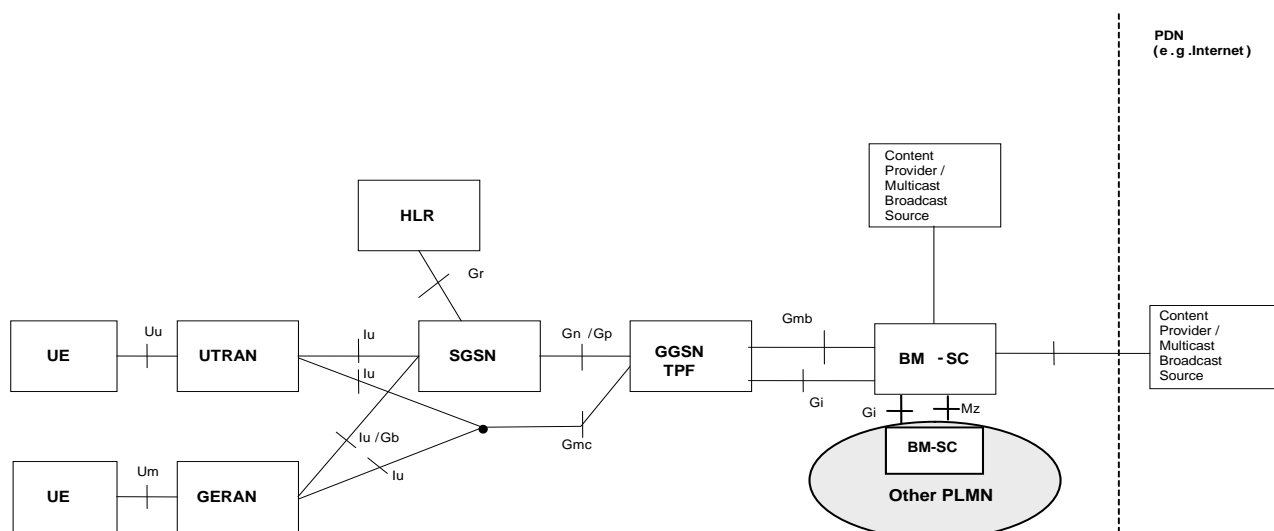 PDN
(e.g.Internet)
Content
Provider /
Multicast
Broadcast
Source
HLR
Gr
Uu
Iu
Gn /Gp
Gmb
UE
UTRAN
SGSN
GGSN
TPF
BM -SC
Content
Provider /
Multicast
Broadcast
Source
Iu
Gi
Gi
Mz
Iu /Gb
Gmc
BM-SC
Um
Iu
UE
GERAN
Other PLMN